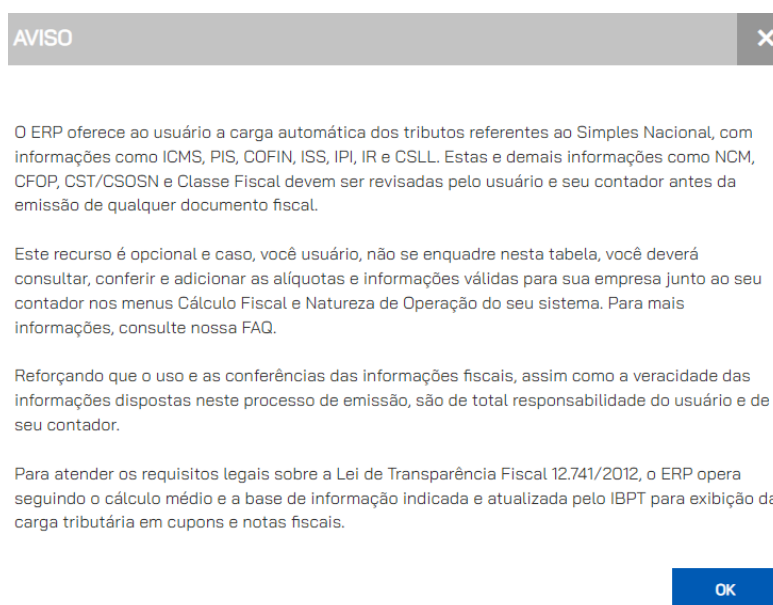 AVISO
O ERP oferece ao usuário a carga automática dos tributos referentes ao Simples Nacional, com
informações como ICMS, PIS, COFIN, ISS, IPI, IR e CSLL. Estas e demais informações como NCM,
CFOP, CST/CSOSN e Classe Fiscal devem ser revisadas pelo usuário e seu contador antes da
emissão de qualquer documento fiscal.
Este recurso é opcional e caso, você usuário, não se enquadre nesta tabela, você deverá
consultar, conferir e adicionar as alíquotas e informações válidas para sua empresa junto ao seu
contador nos menus Cálculo Fiscal e Natureza de Operação do seu sistema. Para mais
informações, consulte nossa FAQ.
Reforçando que o uso e as conferências das informações fiscais, assim como a veracidade das
informações dispostas neste processo de emissão, são de total responsabilidade do usuário e de
seu contador.
Para atender os requisitos legais sobre a Lei de Transparência Fiscal 12.741/2012, o ERP opera
seguindo o cálculo médio e a base de informação indicada e atualizada pelo IBPT para exibição da
carga tributária em cupons e notas fiscais.
OK